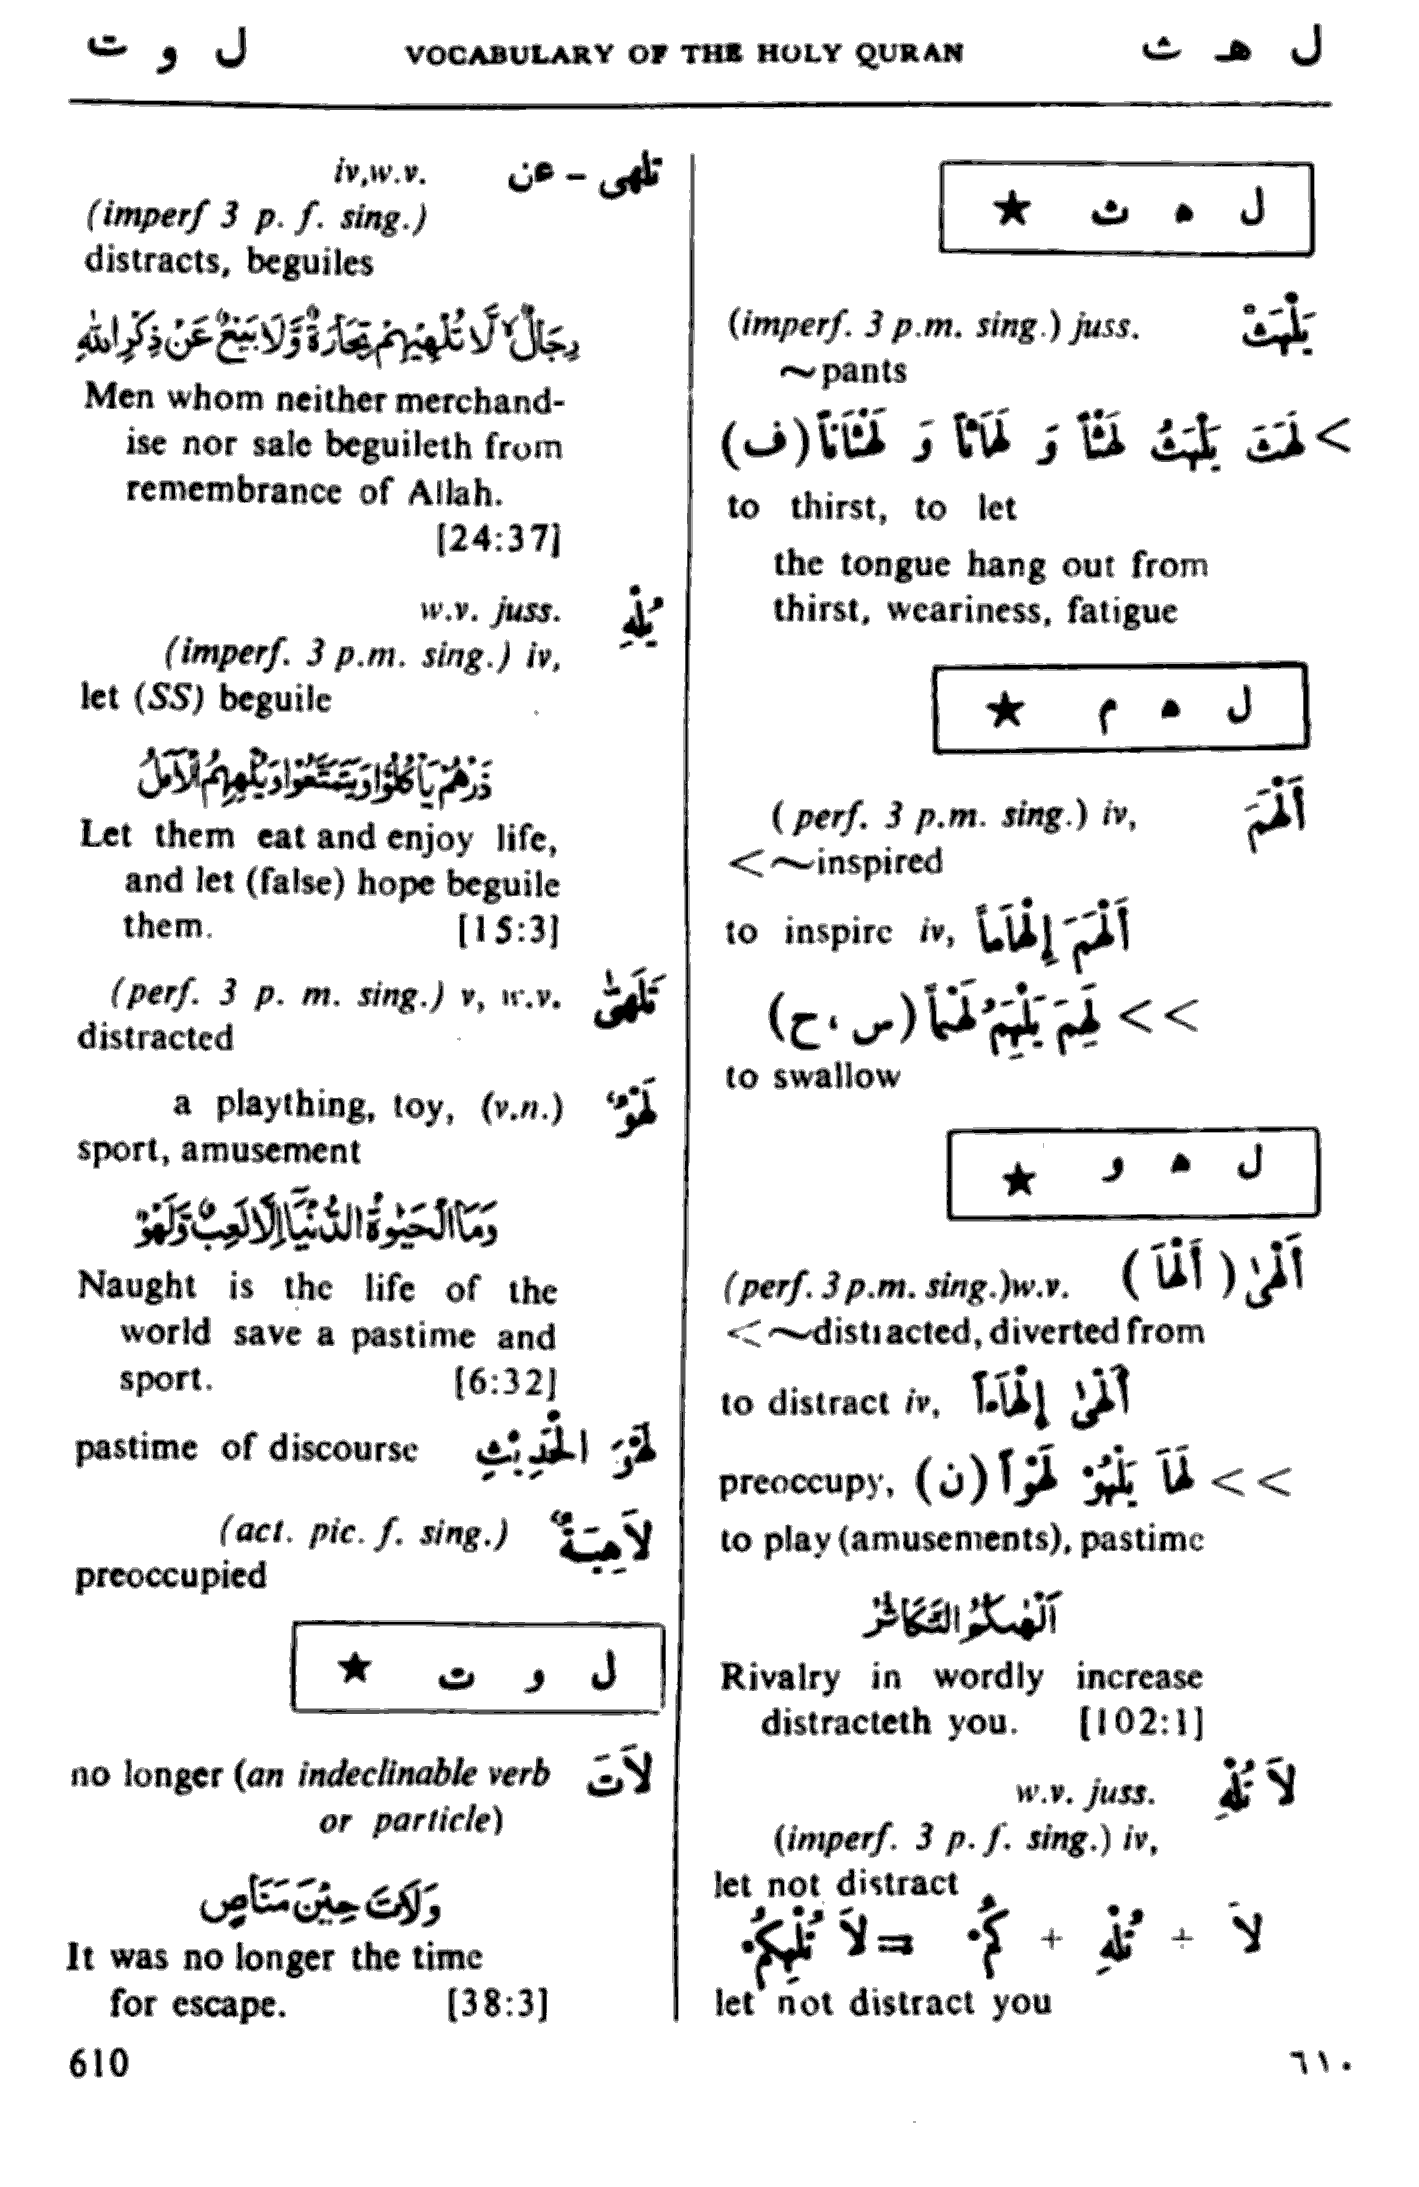 ل و ت VOCABULARY OF THE HOLY QURAN ل هـ ث
★ ل ه ث
(imperf. 3 p.m. sing.) juss. يَلْهَثْ
~pants
> لَهَثَ يَلْهَثُ لَهْثاً وَ لَهَاثاً وَ لَهْثَاناً (ف)
to thirst, to let
the tongue hang out from
thirst, weariness, fatigue
★ ل ه م
( perf. 3 p.m. sing.) iv, اَلْهَمَ
<~inspired
to inspire iv, اَلْهَمَ إِلْهَاماً
>> لَهِمَ يَلْهَمُ لَهْماً (س، ح)
to swallow
★ ل ه و
(perf. 3 p.m. sing.)w.v. اَلْهٰى ( اَلْهَاَ )
<~distracted, diverted from
to distract iv, اَلْهٰى إِلْهَاءً
preoccupy, >> لَهَا يَلْهُوْ لَهْواً (ن)
to play (amusements), pastime
اَلْهٰىكُمُ التَّكَاثُرُ
Rivalry in wordly increase
distracteth you. [102:1]
w.v. juss. لاَ تُلْهِ
(imperf. 3 p. f. sing.) iv,
let not distract
لاَ + تُلْهِ + كُمْ = لاَ تُلْهِكُمْ
let not distract you
iv,w.v. تلهى – عن
(imperf 3 p. f. sing.)
distracts, beguiles
رِجَالٌ لَّا تُلْهِيْهِمْ تِجَارَةٌ وَّلَا بَيْعٌ عَنْ ذِكْرِ اللّٰهِ
Men whom neither merchand-
ise nor sale beguileth from
remembrance of Allah.
[24:37]
w.v. juss. يُلْهِ
(imperf. 3 p.m. sing.) iv,
let (SS) beguile
ذَرْهُمْ يَأْكُلُوْا وَيَتَمَتَّعُوْا وَيُلْهِهِمُ الْاَمَلُ
Let them eat and enjoy life,
and let (false) hope beguile
them. [15:3]
(perf. 3 p. m. sing.) v, w.v. تَلَهّٰى
distracted
a plaything, toy, (v.n.) لَهْوٌ
sport, amusement
وَمَا الْحَيٰوةُ الدُّنْيَآ اِلَّا لَعِبٌ وَّلَهْوٌ
Naught is the life of the
world save a pastime and
sport. [6:32]
pastime of discourse لَهْوَ الْحَدِيْثِ
(act. pic. f. sing.) لاَهِيَةٌ
preoccupied
★ ل و ت
no longer (an indeclinable verb لاَتَ
or particle)
وَلَاتَ حِيْنَ مَنَاصٍ
It was no longer the time
for escape. [38:3]
610 ٦١٠